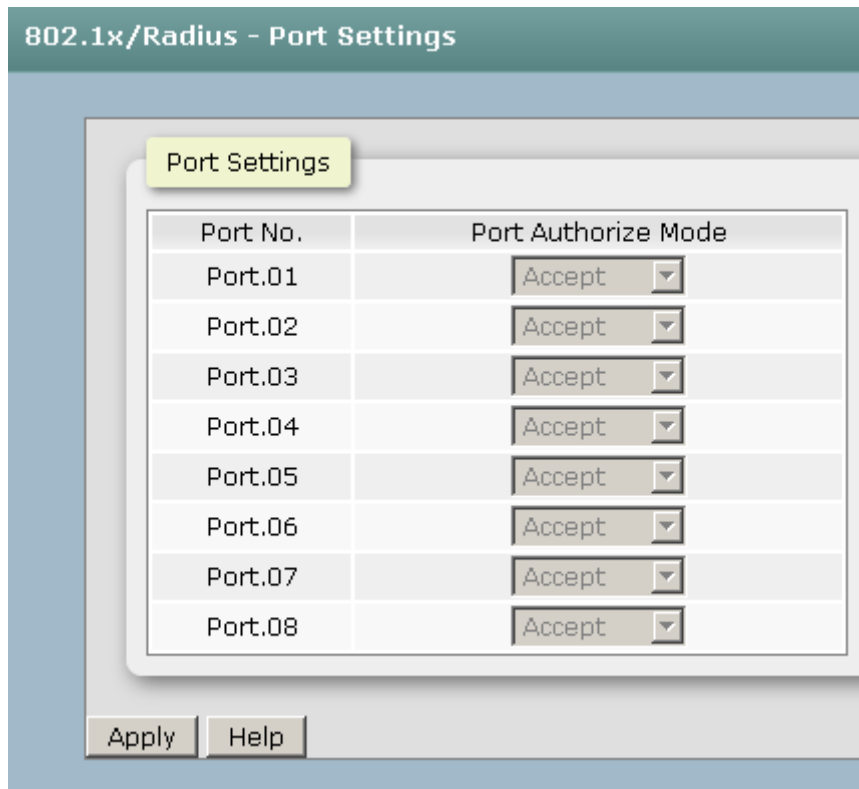 802.1x/Radius - Port Settings
Port Settings
Port No. Port Authorize Mode
Port.01 Accept
Port.02 Accept
Port.03 Accept
Port.04 Accept
Port.05 Accept
Port.06 Accept
Port.07 Accept
Port.08 Accept
Apply Help